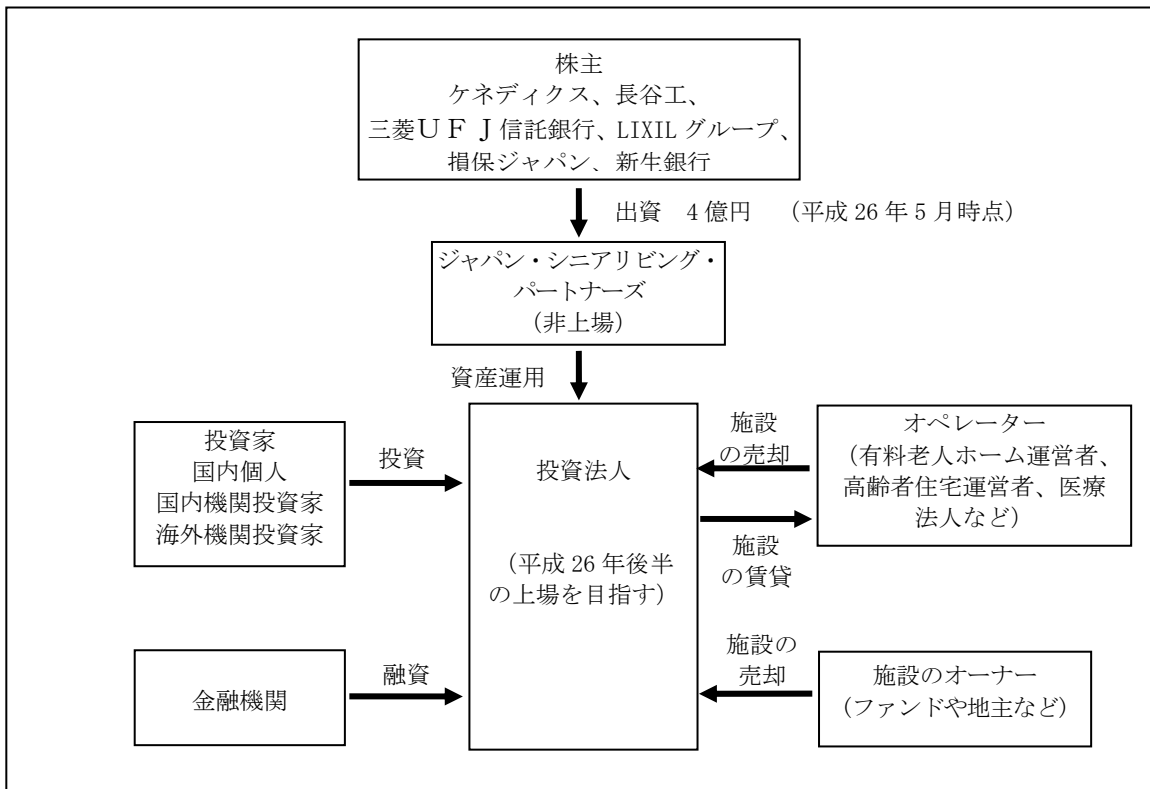 株主
ケネディクス、長谷工、
三菱ＵＦＪ信託銀行、LIXIL グループ、
損保ジャパン、新生銀行
出資　4 億円　（平成 26 年 5 月時点）
ジャパン・シニアリビング・
パートナーズ
（非上場）
資産運用
投資家
国内個人
国内機関投資家
海外機関投資家
投資
投資法人
（平成 26 年後半
の上場を目指す）
施設
の売却
オペレーター
（有料老人ホーム運営者、
高齢者住宅運営者、医療
法人など）
施設
の賃貸
金融機関
融資
施設の
売却
施設のオーナー
（ファンドや地主など）